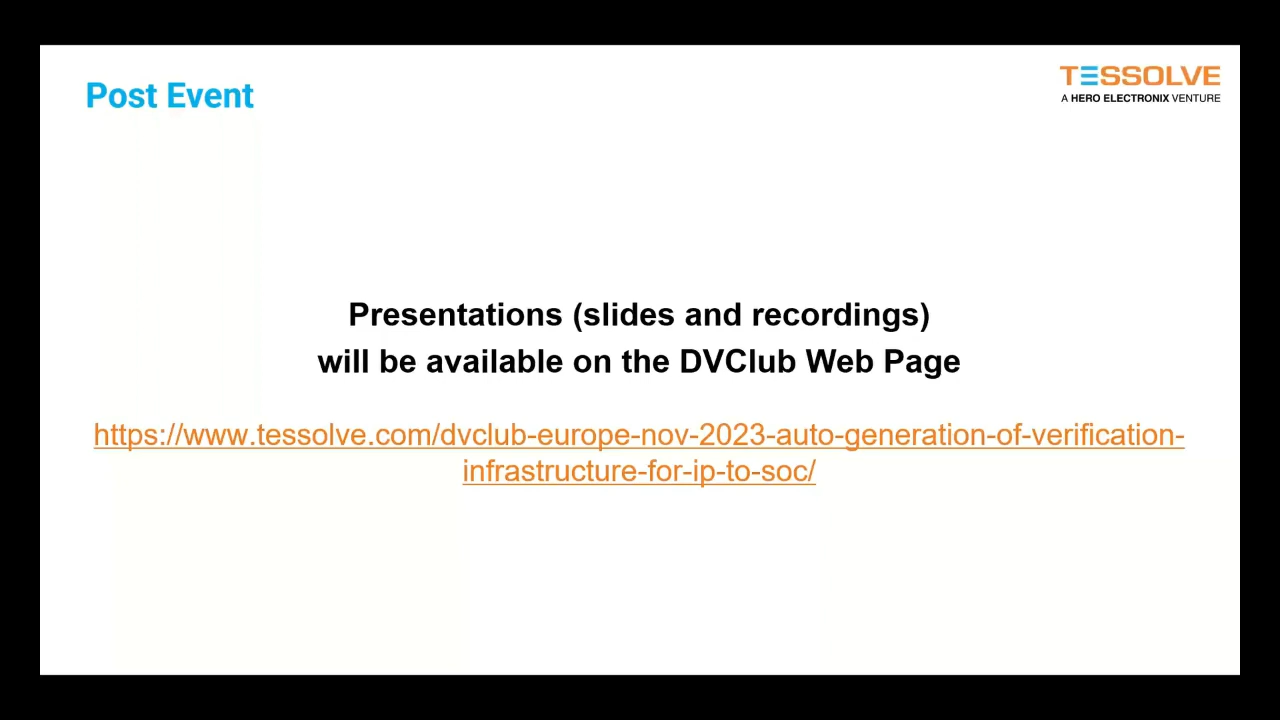 Post Event
TESSOLVE
A HERO ELECTRONIX VENTURE
Presentations (slides and recordings)
will be available on the DVClub Web Page
https://www.tessolve.com/dvclub-europe-nov-2023-auto-generation-of-verification-
infrastructure-for-ip-to-soc/